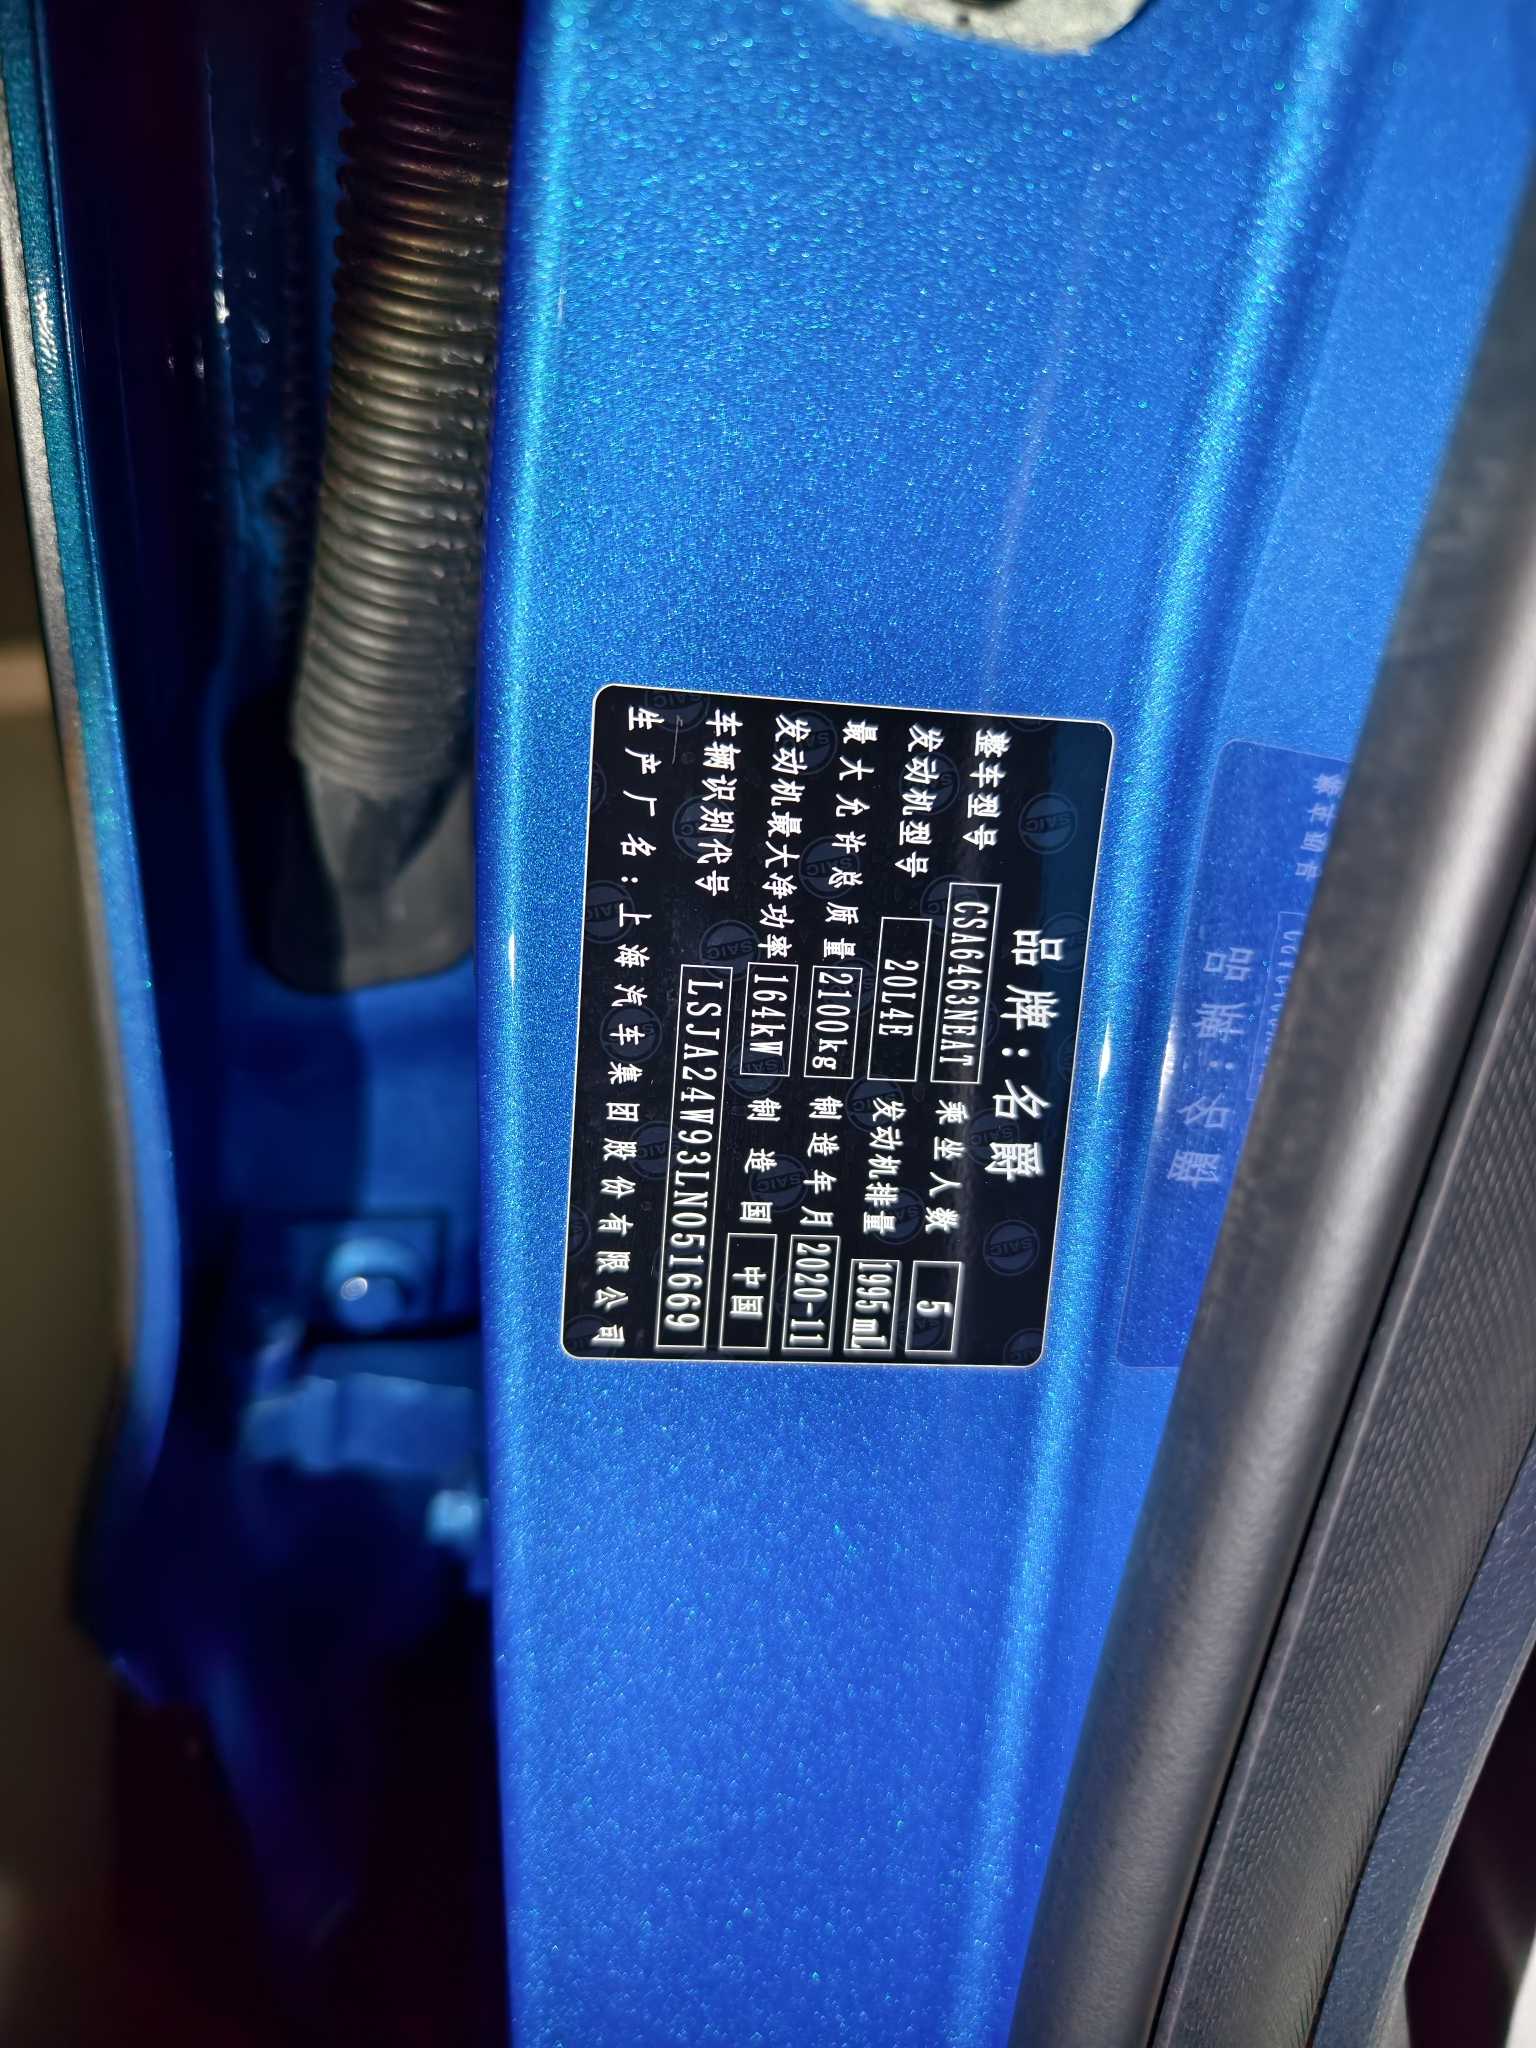 品牌:名爵
整车型号 CSA6463NEAT 乘坐人数 5
发动机型号 20L4E 发动机排量 1995ml
最大允许总质量 2100kg 制造年月 2020-11
发动机最大净功率 164kW 制造国 中国
车辆识别代号 LSJA24W93LN051669
生产厂名:上海汽车集团股份有限公司